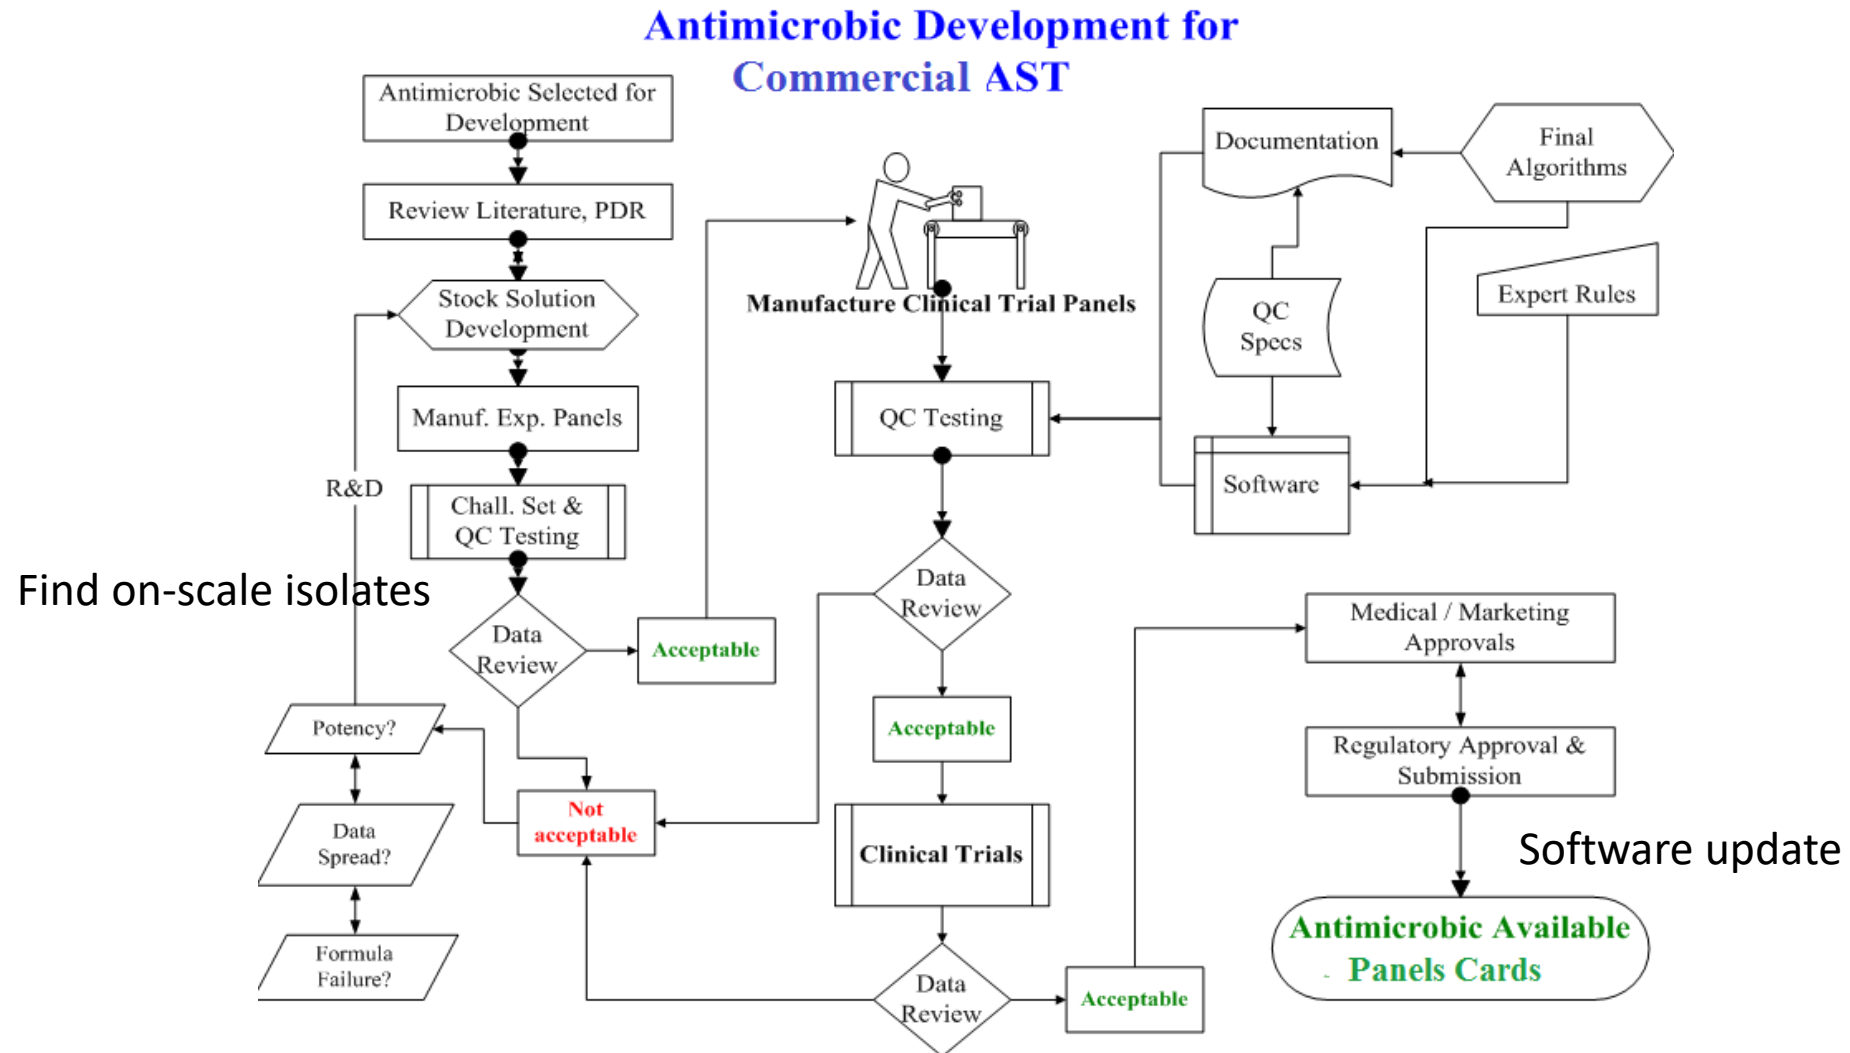 Antimicrobic Development for
Commercial AST
Antimicrobic Selected for
Development
Review Literature, PDR
Stock Solution
Development
Manuf. Exp. Panels
R&D
Chall. Set &
QC Testing
Find on-scale isolates
Data
Review
Acceptable
Potency?
Not
acceptable
Data
Spread?
Formula
Failure?
Manufacture Clinical Trial Panels
QC Testing
Data
Review
Acceptable
Clinical Trials
Data
Review
Acceptable
Documentation
Final
Algorithms
QC
Specs
Expert Rules
Software
Medical / Marketing
Approvals
Regulatory Approval &
Submission
Software update
Antimicrobic Available
- Panels Cards